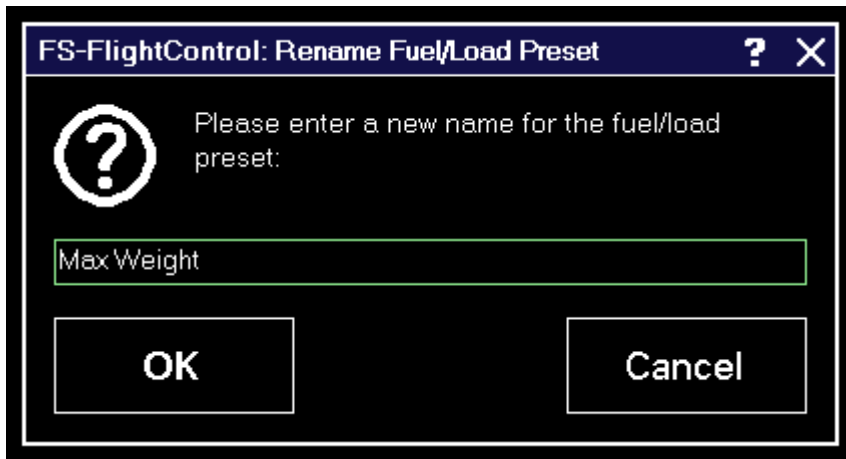 FS-FlightControl: Rename Fuel/Load Preset ? X
?
Please enter a new name for the fuel/load
preset:
Max Weight
OK Cancel